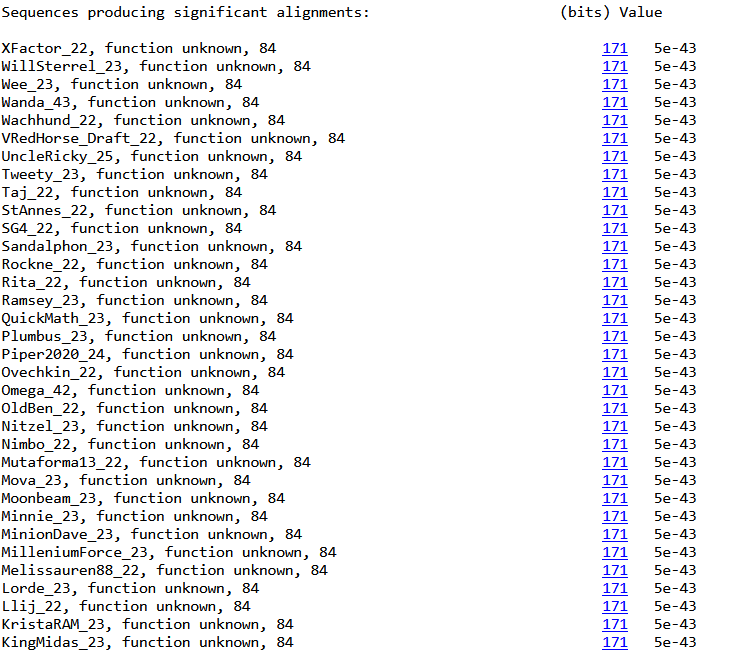 Sequences producing significant alignments: (bits) Value
XFactor_22, function unknown, 84 171 5e-43
WillSterrel_23, function unknown, 84 171 5e-43
Wee_23, function unknown, 84 171 5e-43
Wanda_43, function unknown, 84 171 5e-43
Wachhund_22, function unknown, 84 171 5e-43
VRedHorse_Draft_22, function unknown, 84 171 5e-43
UncleRicky_25, function unknown, 84 171 5e-43
Tweety_23, function unknown, 84 171 5e-43
Taj_22, function unknown, 84 171 5e-43
StAnnes_22, function unknown, 84 171 5e-43
SG4_22, function unknown, 84 171 5e-43
Sandalphon_23, function unknown, 84 171 5e-43
Rockne_22, function unknown, 84 171 5e-43
Rita_22, function unknown, 84 171 5e-43
Ramsey_23, function unknown, 84 171 5e-43
QuickMath_23, function unknown, 84 171 5e-43
Plumbus_23, function unknown, 84 171 5e-43
Piper2020_24, function unknown, 84 171 5e-43
Ovechkin_22, function unknown, 84 171 5e-43
Omega_42, function unknown, 84 171 5e-43
OldBen_22, function unknown, 84 171 5e-43
Nitzel_23, function unknown, 84 171 5e-43
Nimbo_22, function unknown, 84 171 5e-43
Mutaforma13_22, function unknown, 84 171 5e-43
Mova_23, function unknown, 84 171 5e-43
Moonbeam_23, function unknown, 84 171 5e-43
Minnie_23, function unknown, 84 171 5e-43
MinionDave_23, function unknown, 84 171 5e-43
MilleniumForce_23, function unknown, 84 171 5e-43
Melissauren88_22, function unknown, 84 171 5e-43
Lorde_23, function unknown, 84 171 5e-43
Llij_22, function unknown, 84 171 5e-43
KristaRAM_23, function unknown, 84 171 5e-43
KingMidas_23, function unknown, 84 171 5e-43